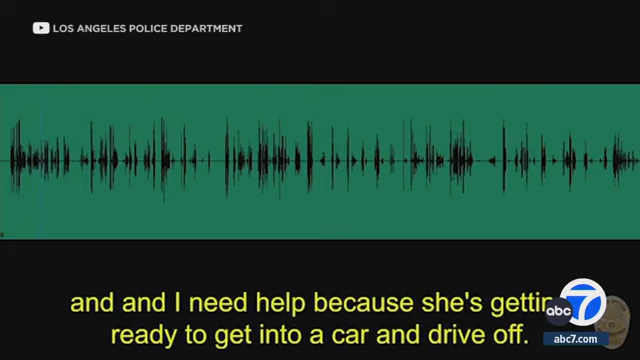 LOS ANGELES POLICE DEPARTMENT
and and I need help because she's getting
ready to get into a car and drive off.
abc 7
abc7.com